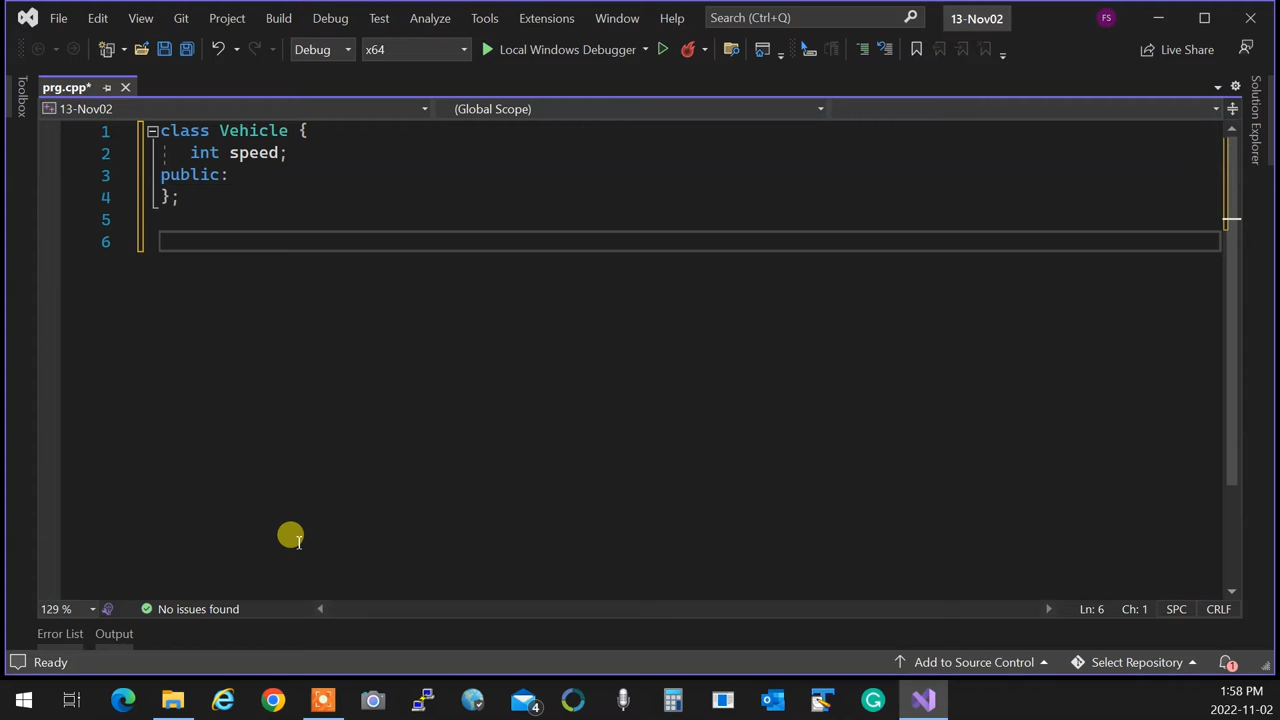 File Edit View Git Project Build Debug Test Analyze Tools Extensions Window Help Search (Ctrl+Q) 13-Nov02 FS
Debug x64 Local Windows Debugger Live Share
Toolbox
prg.cpp*
13-Nov02 (Global Scope)
Solution Explorer
1 class Vehicle {
2 int speed;
3 public:
4 };
5
6
129 % No issues found Ln: 6 Ch: 1 SPC CRLF
Error List Output
Ready Add to Source Control Select Repository 1
4
1:58 PM
2022-11-02